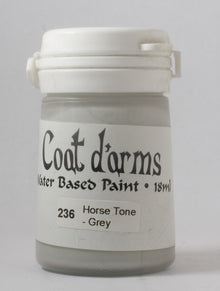 Coat d'arms
Water Based Paint • 18ml
236 Horse Tone
- Grey